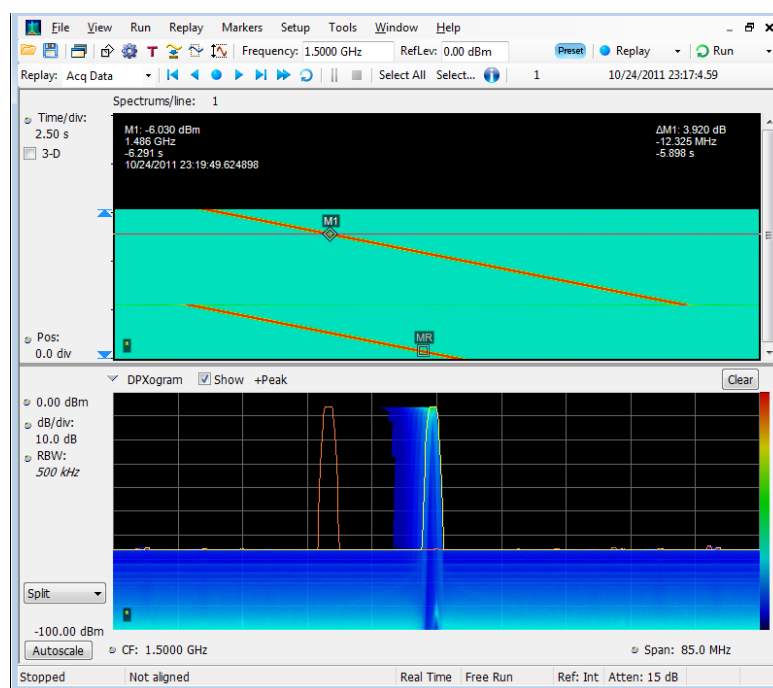 File View Run Replay Markers Setup Tools Window Help
T Frequency: 1.5000 GHz RefLev: 0.00 dBm Preset Replay Run
Replay: Acq Data Select All Select... 1 10/24/2011 23:17:4.59
Spectrums/line: 1
Time/div:
2.50 s
3-D
M1: -6.030 dBm
1.486 GHz
-6.291 s
10/24/2011 23:19:49.624898
ΔM1: 3.920 dB
-12.325 MHz
-5.898 s
M1
MR
Pos:
0.0 div
DPXogram Show +Peak Clear
0.00 dBm
dB/div:
10.0 dB
RBW:
500 kHz
Split
-100.00 dBm
Autoscale CF: 1.5000 GHz Span: 85.0 MHz
Stopped Not aligned Real Time Free Run Ref: Int Atten: 15 dB